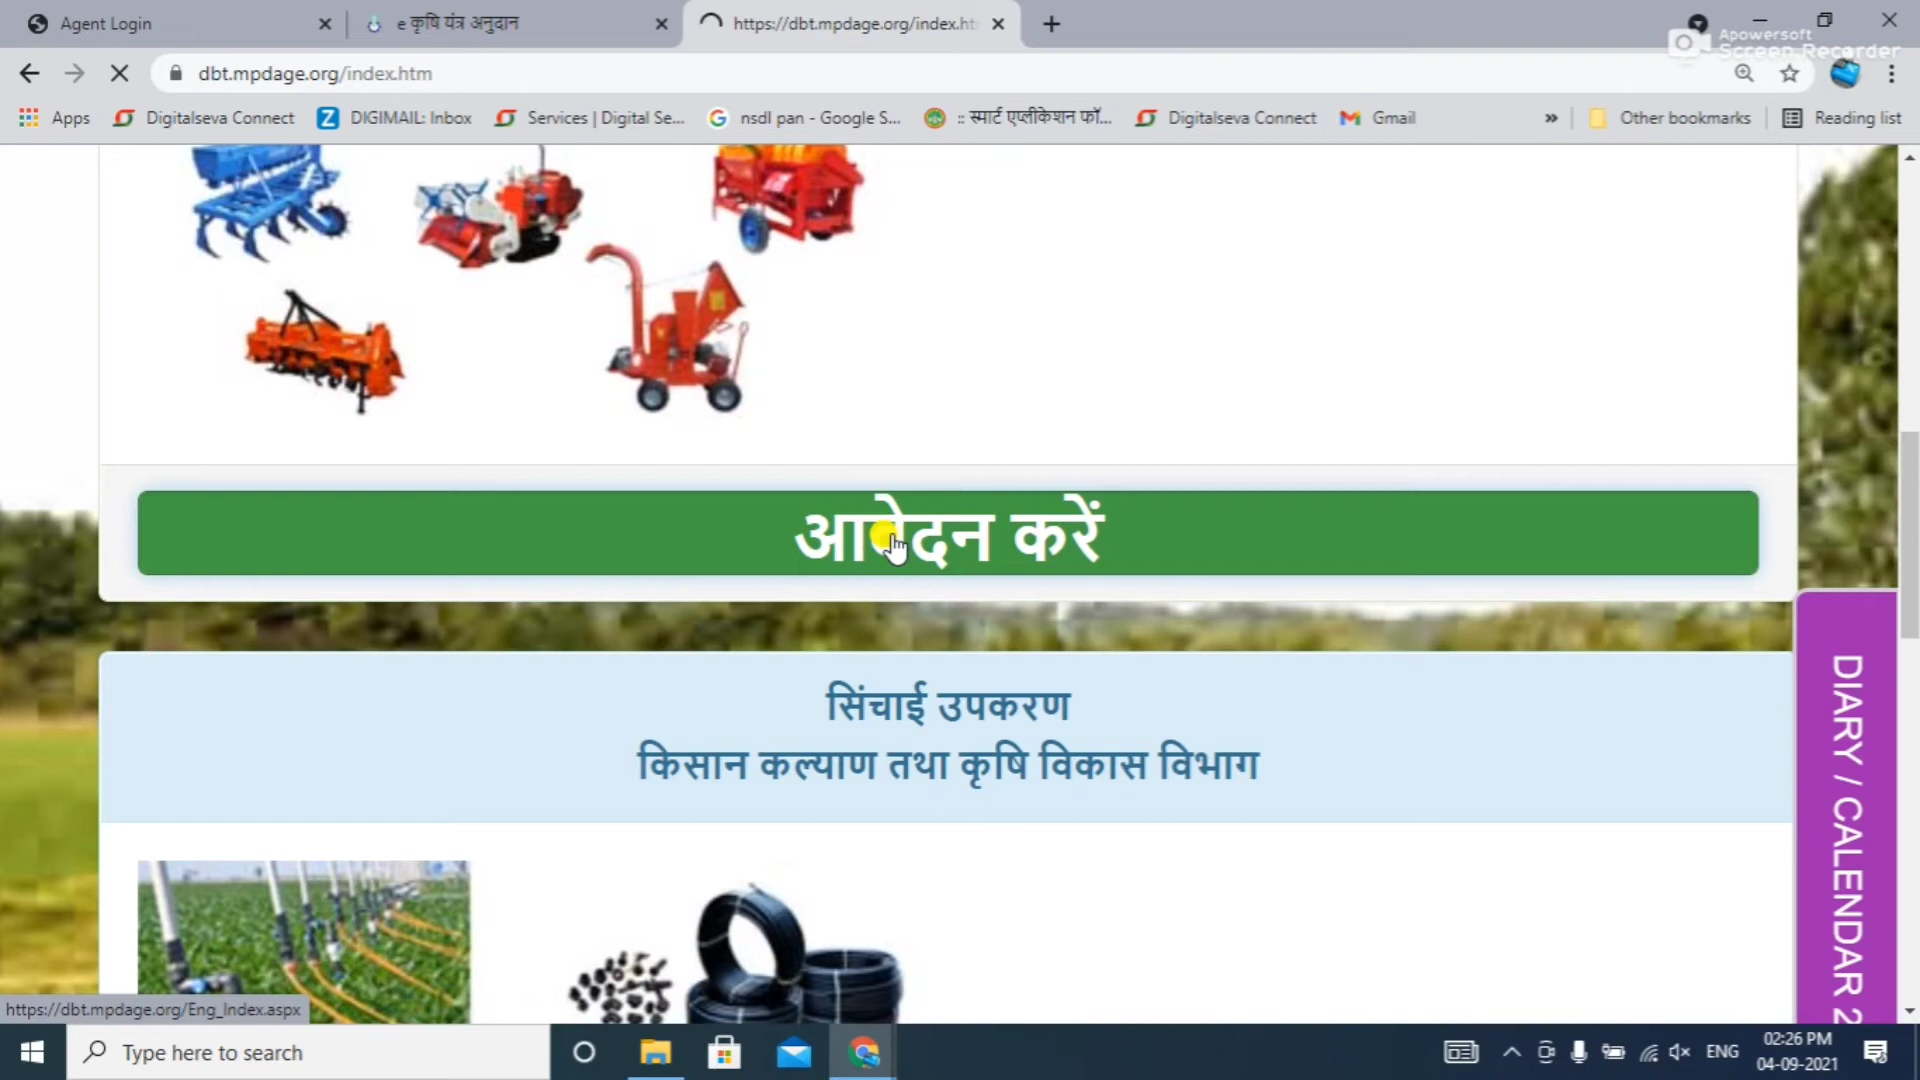 Agent Login
e कृषि यंत्र अनुदान
https://dbt.mpdage.org/index.ht
Apowersoft
Screen Recorder
dbt.mpdage.org/index.htm
Apps
Digitalseva Connect
DIGIMAIL: Inbox
Services | Digital Se...
nsdl pan - Google S...
:: स्मार्ट एप्लीकेशन फॉ...
Digitalseva Connect
Gmail
»
Other bookmarks
Reading list
आवेदन करें
सिंचाई उपकरण
किसान कल्याण तथा कृषि विकास विभाग
DIARY / CALENDAR 2
https://dbt.mpdage.org/Eng_Index.aspx
Type here to search
ENG
02:26 PM
04-09-2021